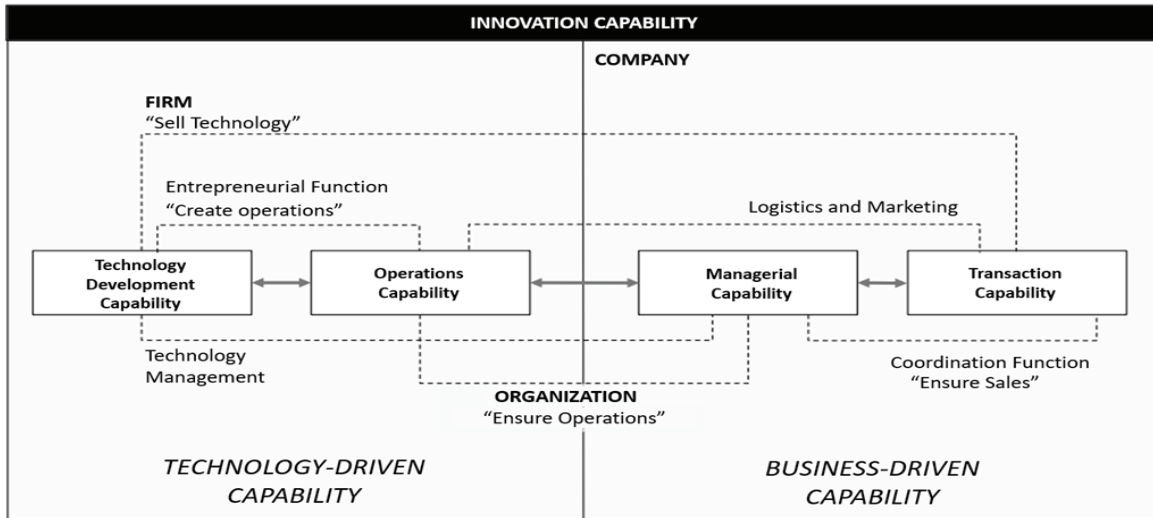 INNOVATION CAPABILITY
COMPANY
FIRM
“Sell Technology”
Entrepreneurial Function
“Create operations”
Logistics and Marketing
Technology
Development
Capability
Operations
Capability
Managerial
Capability
Transaction
Capability
Technology
Management
Coordination Function
“Ensure Sales”
ORGANIZATION
“Ensure Operations”
TECHNOLOGY-DRIVEN
CAPABILITY
BUSINESS-DRIVEN
CAPABILITY